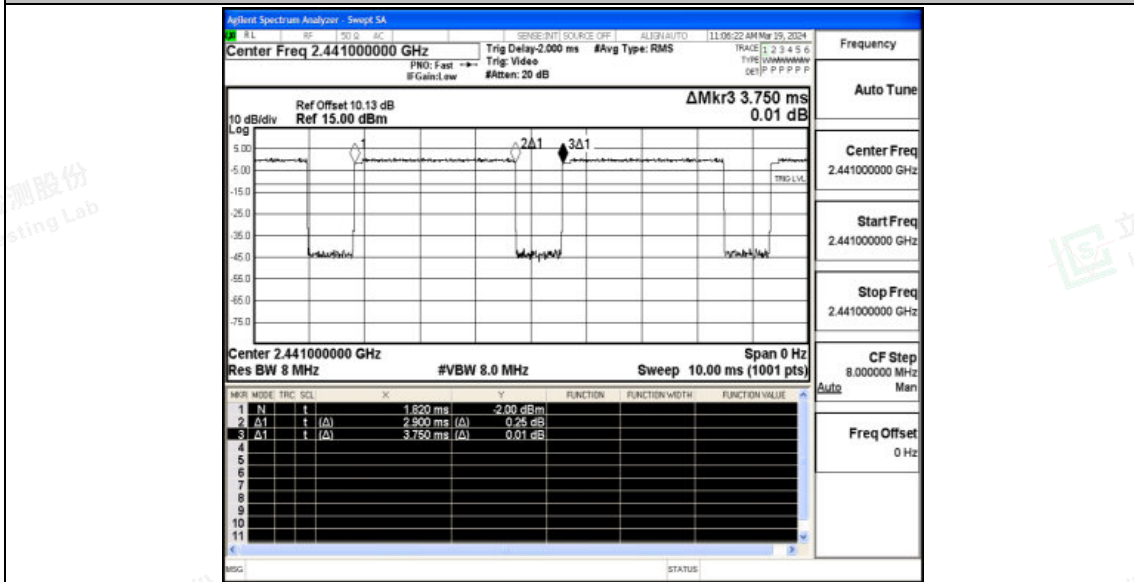 Agilent Spectrum Analyzer - Swept SA
RL RF 50 Ω AC SENSE:INT SOURCE OFF ALIGNAUTO 11:06:22 AM Mar 19, 2024
Center Freq 2.441000000 GHz
PNO: Fast
IFGain:Low
Trig Delay-2.000 ms
Trig: Video
#Atten: 20 dB
#Avg Type: RMS
TRACE 1 2 3 4 5 6
TYPE
DET P P P P P P
Ref Offset 10.13 dB
10 dB/div Ref 15.00 dBm
ΔMkr3 3.750 ms
0.01 dB
Log
5.00
-5.00
-15.0
-25.0
-35.0
-45.0
-55.0
-65.0
-75.0
1
2Δ1
3Δ1
TRIG LVL
Center 2.441000000 GHz Span 0 Hz
Res BW 8 MHz #VBW 8.0 MHz Sweep 10.00 ms (1001 pts)
MKR MODE TRC SCL X Y FUNCTION FUNCTION WIDTH FUNCTION VALUE
1 N t 1.820 ms -2.00 dBm
2 Δ1 t (Δ) 2.900 ms (Δ) 0.25 dB
3 Δ1 t (Δ) 3.750 ms (Δ) 0.01 dB
4
5
6
7
8
9
10
11
MSG STATUS
Frequency
Auto Tune
Center Freq
2.441000000 GHz
Start Freq
2.441000000 GHz
Stop Freq
2.441000000 GHz
CF Step
8.000000 MHz
Auto Man
Freq Offset
0 Hz
测股份
sting Lab
立